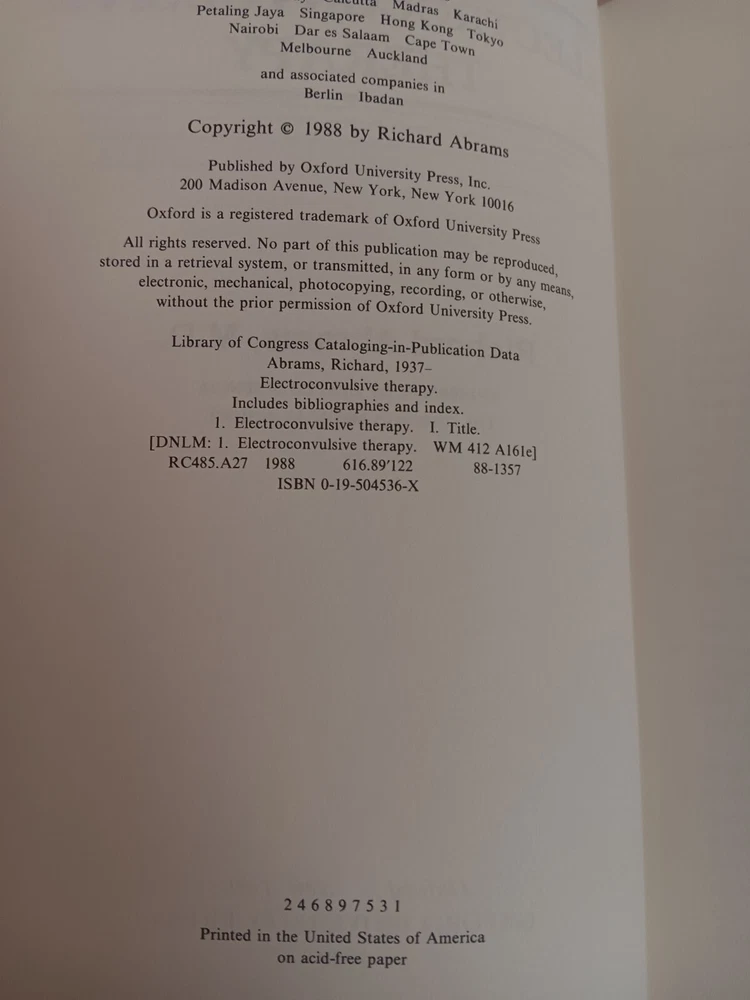 Calcutta Madras Karachi
Petaling Jaya Singapore Hong Kong Tokyo
Nairobi Dar es Salaam Cape Town
Melbourne Auckland
and associated companies in
Berlin Ibadan
Copyright © 1988 by Richard Abrams
Published by Oxford University Press, Inc.
200 Madison Avenue, New York, New York 10016
Oxford is a registered trademark of Oxford University Press
All rights reserved. No part of this publication may be reproduced,
stored in a retrieval system, or transmitted, in any form or by any means,
electronic, mechanical, photocopying, recording, or otherwise,
without the prior permission of Oxford University Press.
Library of Congress Cataloging-in-Publication Data
Abrams, Richard, 1937–
Electroconvulsive therapy.
Includes bibliographies and index.
1. Electroconvulsive therapy. I. Title.
[DNLM: 1. Electroconvulsive therapy. WM 412 A161e]
RC485.A27 1988 616.89'122 88-1357
ISBN 0-19-504536-X
2 4 6 8 9 7 5 3 1
Printed in the United States of America
on acid-free paper